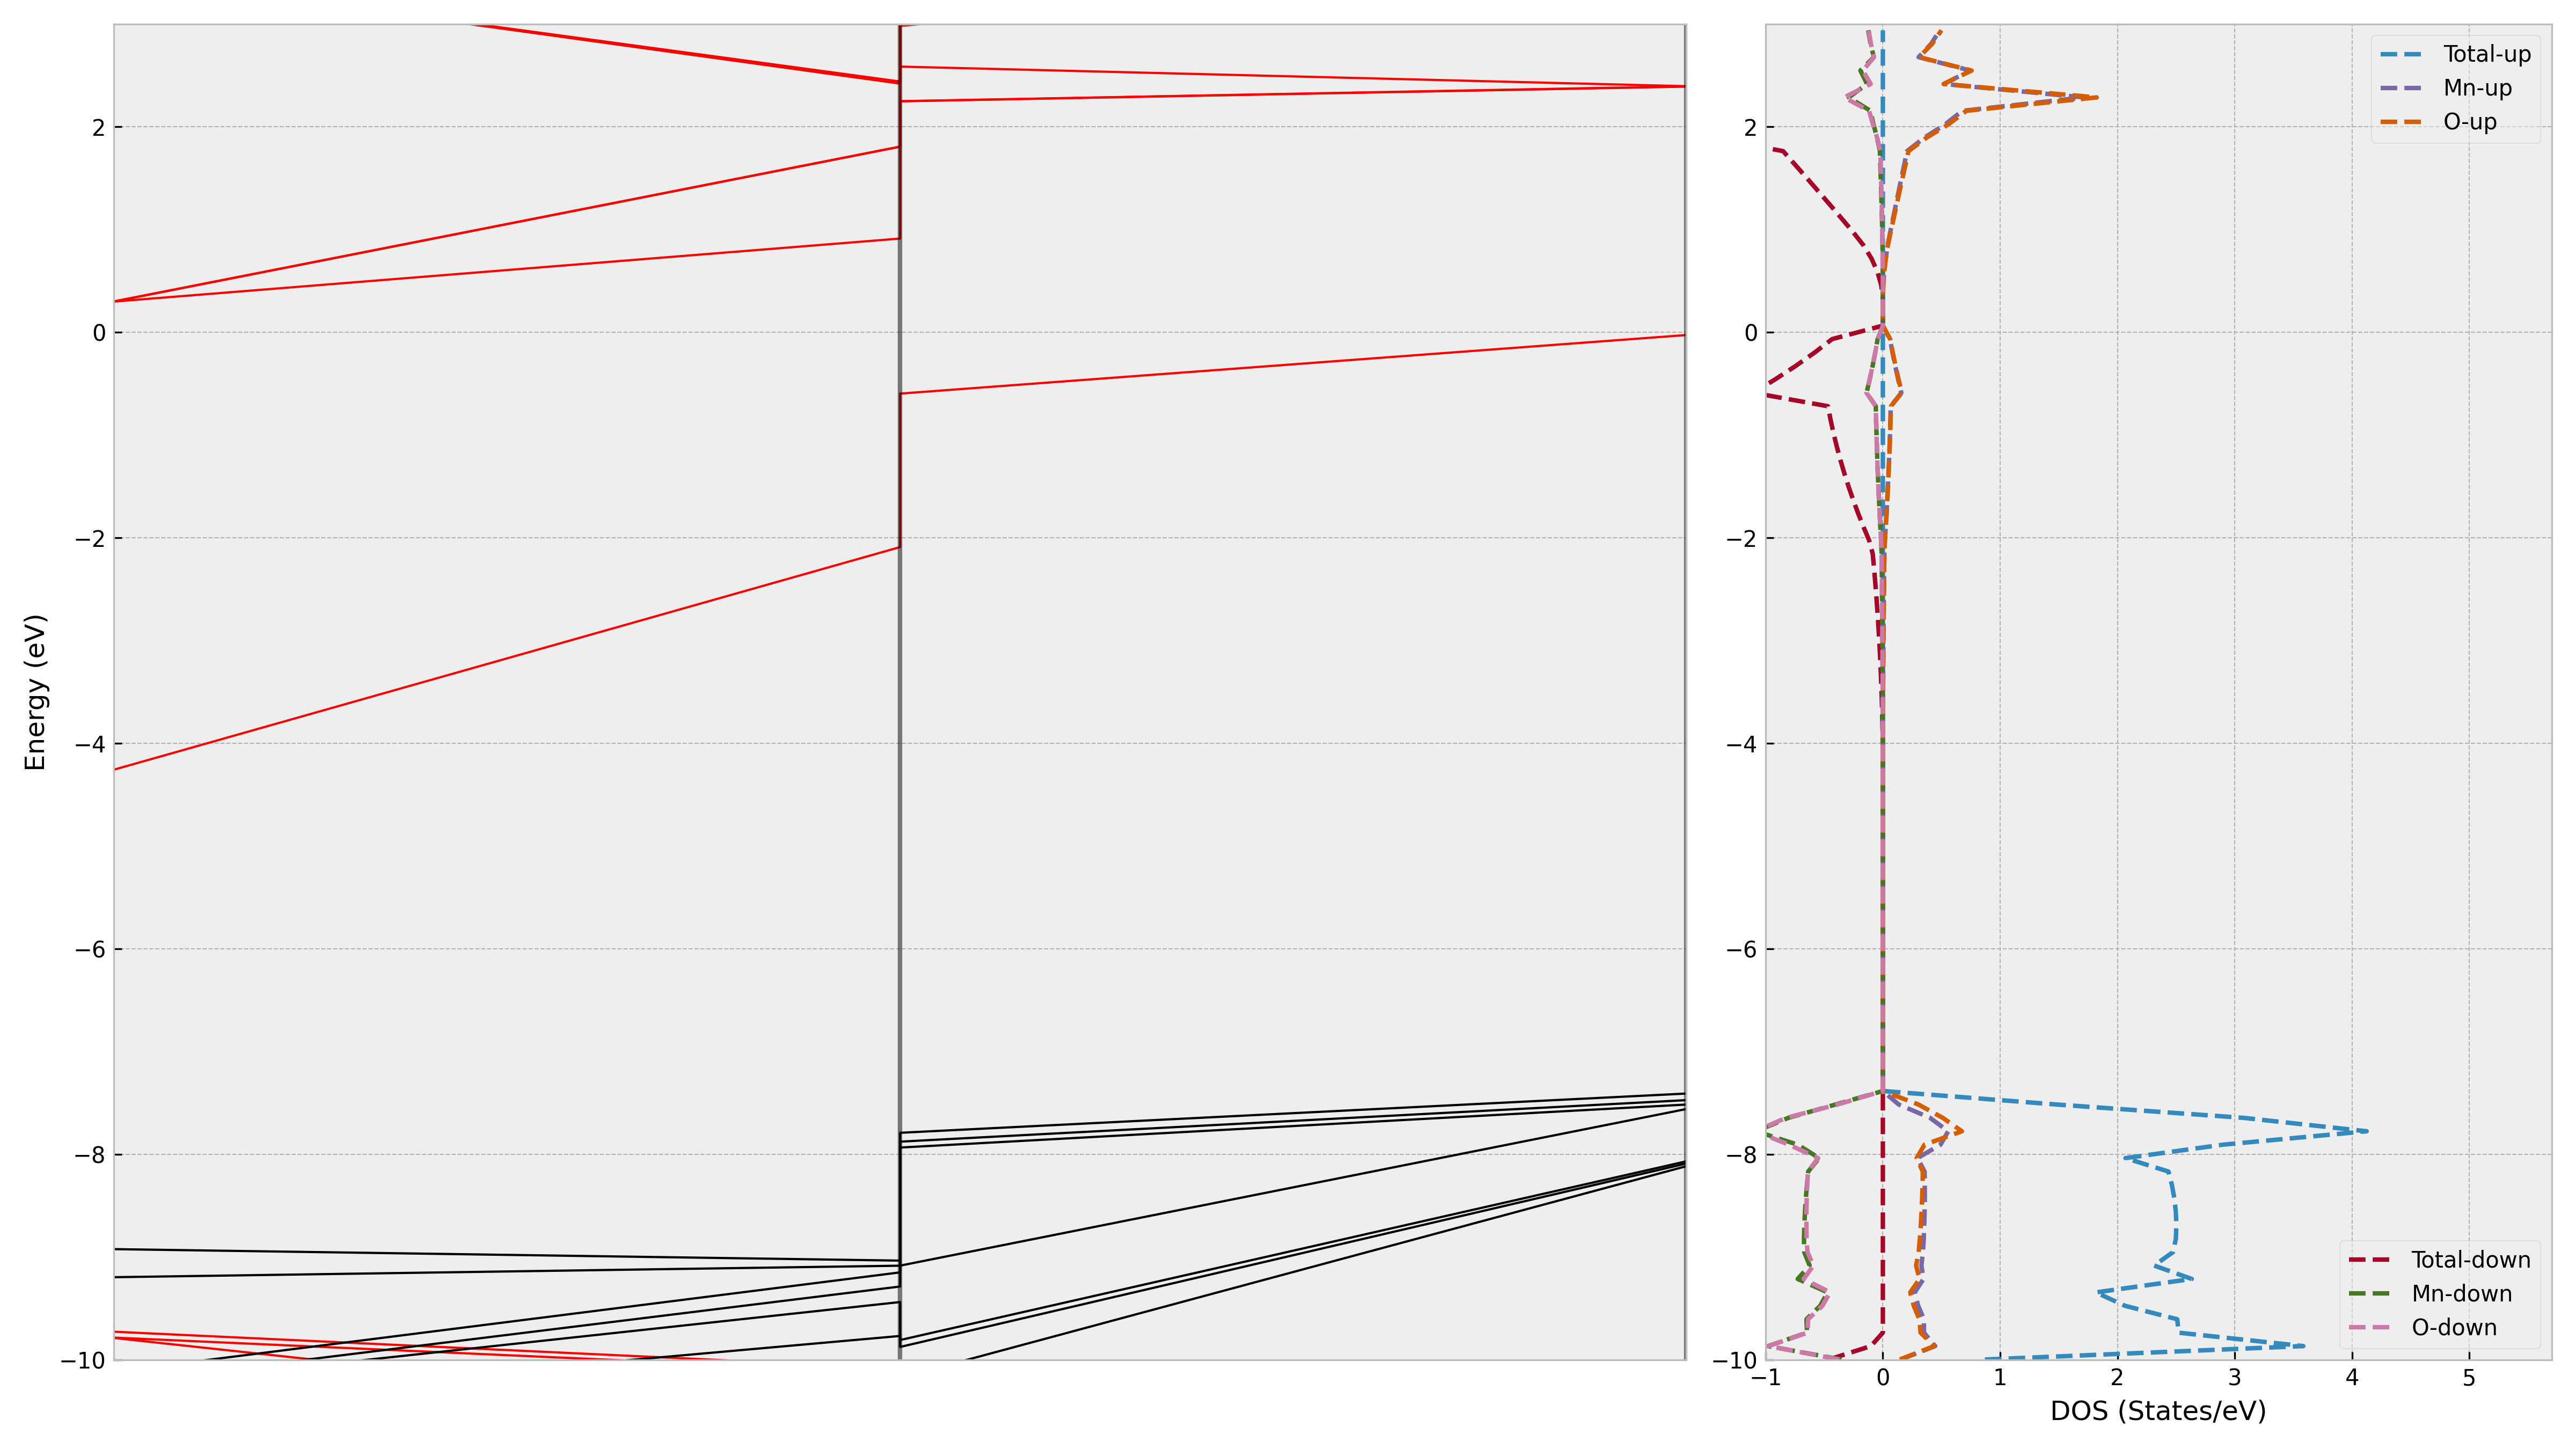 Energy (eV)
2
0
−2
−4
−6
−8
−10
2
0
−2
−4
−6
−8
−10
Total-up
Mn-up
O-up
Total-down
Mn-down
O-down
−1 0 1 2 3 4 5
DOS (States/eV)